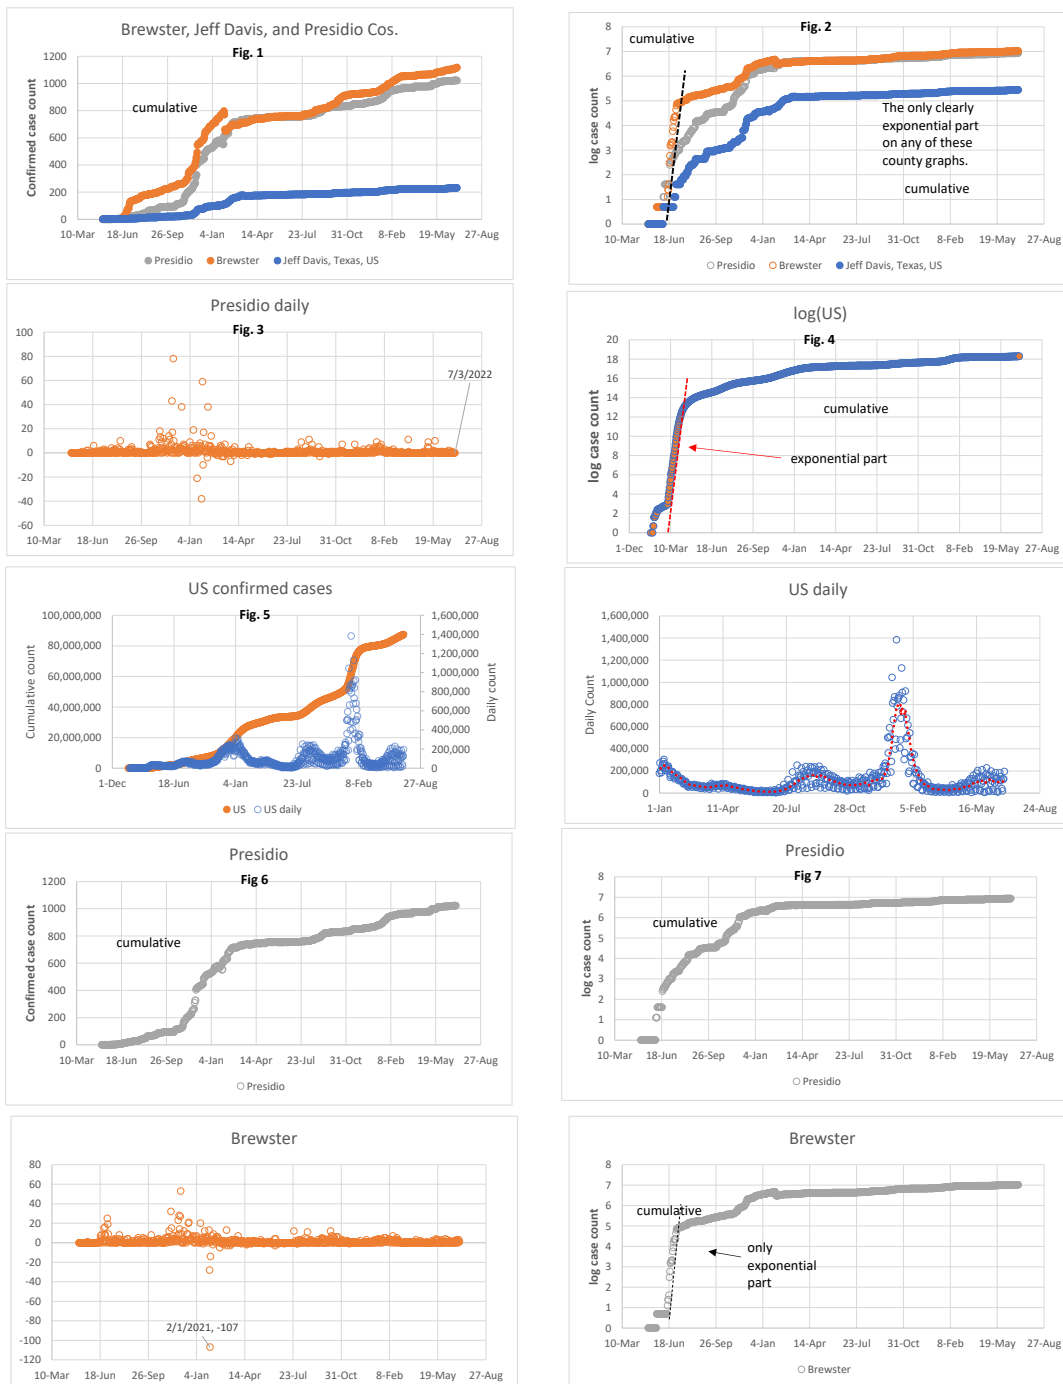 Brewster, Jeff Davis, and Presidio Cos.
Fig. 1
cumulative
Confirmed case count
1200
1000
800
600
400
200
0
10-Mar 18-Jun 26-Sep 4-Jan 14-Apr 23-Jul 31-Oct 8-Feb 19-May 27-Aug
Presidio Brewster Jeff Davis, Texas, US
Fig. 2
cumulative
log case count
8
7
6
5
4
3
2
1
0
The only clearly
exponential part
on any of these
county graphs.
cumulative
10-Mar 18-Jun 26-Sep 4-Jan 14-Apr 23-Jul 31-Oct 8-Feb 19-May 27-Aug
Presidio Brewster Jeff Davis, Texas, US
Presidio daily
Fig. 3
100
80
60
40
20
0
-20
-40
-60
7/3/2022
10-Mar 18-Jun 26-Sep 4-Jan 14-Apr 23-Jul 31-Oct 8-Feb 19-May 27-Aug
log(US)
Fig. 4
log case count
20
18
16
14
12
10
8
6
4
2
0
cumulative
exponential part
1-Dec 10-Mar 18-Jun 26-Sep 4-Jan 14-Apr 23-Jul 31-Oct 8-Feb 19-May 27-Aug
US confirmed cases
Fig. 5
Cumulative count
100,000,000
80,000,000
60,000,000
40,000,000
20,000,000
0
1,600,000
1,400,000
1,200,000
1,000,000
800,000
600,000
400,000
200,000
0
Daily count
1-Dec 18-Jun 4-Jan 23-Jul 8-Feb 27-Aug
US US daily
US daily
Daily Count
1,600,000
1,400,000
1,200,000
1,000,000
800,000
600,000
400,000
200,000
0
1-Jan 11-Apr 20-Jul 28-Oct 5-Feb 16-May 24-Aug
Presidio
Fig 6
cumulative
Confirmed case count
1200
1000
800
600
400
200
0
10-Mar 18-Jun 26-Sep 4-Jan 14-Apr 23-Jul 31-Oct 8-Feb 19-May 27-Aug
Presidio
Presidio
Fig 7
cumulative
log case count
8
7
6
5
4
3
2
1
0
10-Mar 18-Jun 26-Sep 4-Jan 14-Apr 23-Jul 31-Oct 8-Feb 19-May 27-Aug
Presidio
Brewster
80
60
40
20
0
-20
-40
-60
-80
-100
-120
2/1/2021, -107
10-Mar 18-Jun 26-Sep 4-Jan 14-Apr 23-Jul 31-Oct 8-Feb 19-May 27-Aug
Brewster
cumulative
log case count
8
7
6
5
4
3
2
1
0
only
exponential
part
10-Mar 18-Jun 26-Sep 4-Jan 14-Apr 23-Jul 31-Oct 8-Feb 19-May 27-Aug
Brewster